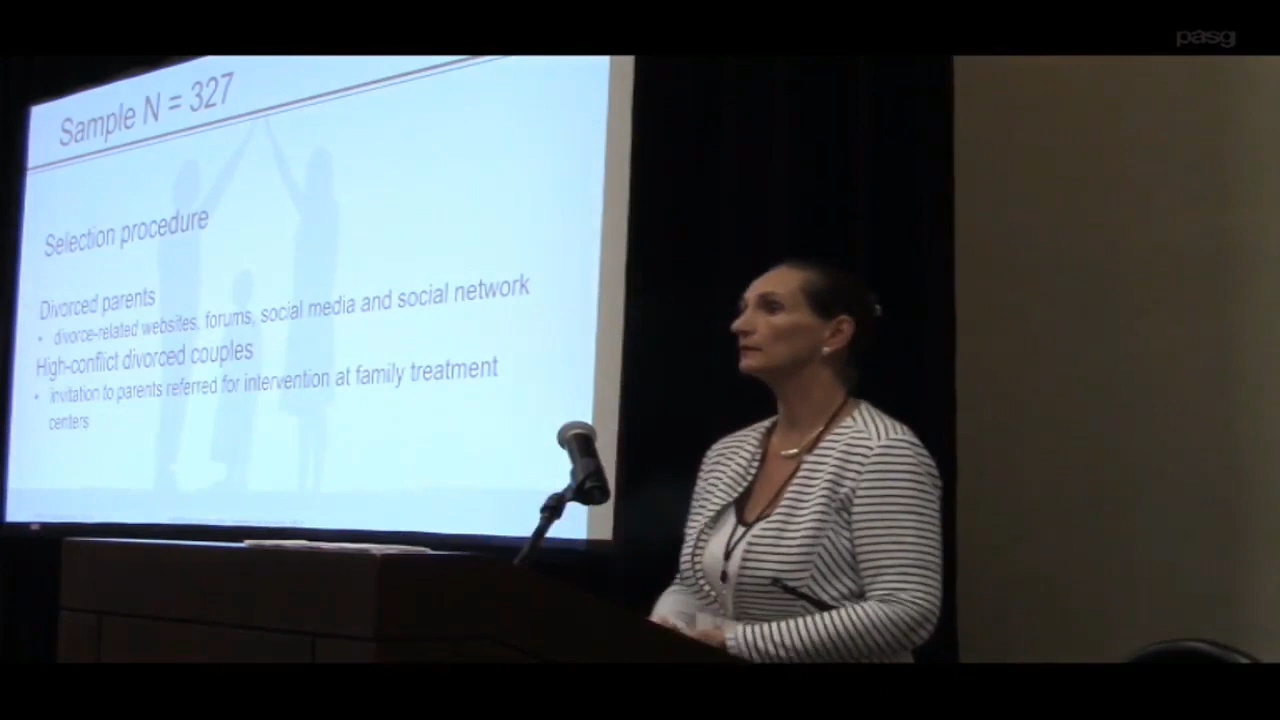 pasg
Sample N = 327
Selection procedure
Divorced parents
• divorce-related websites, forums, social media and social network
High-conflict divorced couples
• invitation to parents referred for intervention at family treatment
centers